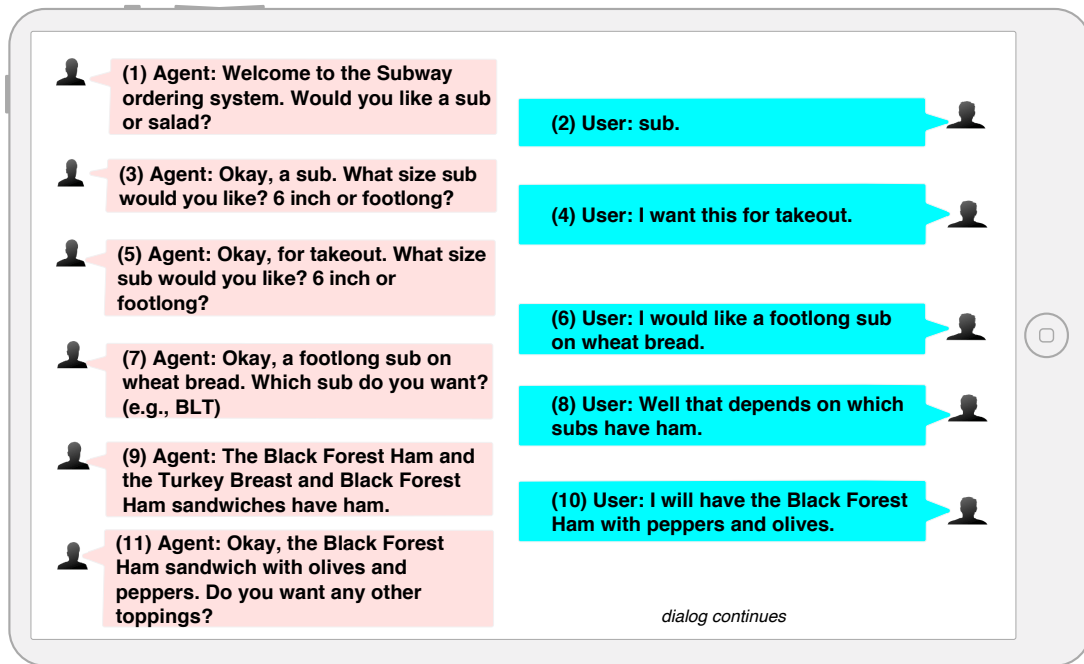 (1) Agent: Welcome to the Subway
ordering system. Would you like a sub
or salad?
(2) User: sub.
(3) Agent: Okay, a sub. What size sub
would you like? 6 inch or footlong?
(4) User: I want this for takeout.
(5) Agent: Okay, for takeout. What size
sub would you like? 6 inch or
footlong?
(6) User: I would like a footlong sub
on wheat bread.
(7) Agent: Okay, a footlong sub on
wheat bread. Which sub do you want?
(e.g., BLT)
(8) User: Well that depends on which
subs have ham.
(9) Agent: The Black Forest Ham and
the Turkey Breast and Black Forest
Ham sandwiches have ham.
(10) User: I will have the Black Forest
Ham with peppers and olives.
(11) Agent: Okay, the Black Forest
Ham sandwich with olives and
peppers. Do you want any other
toppings?
dialog continues